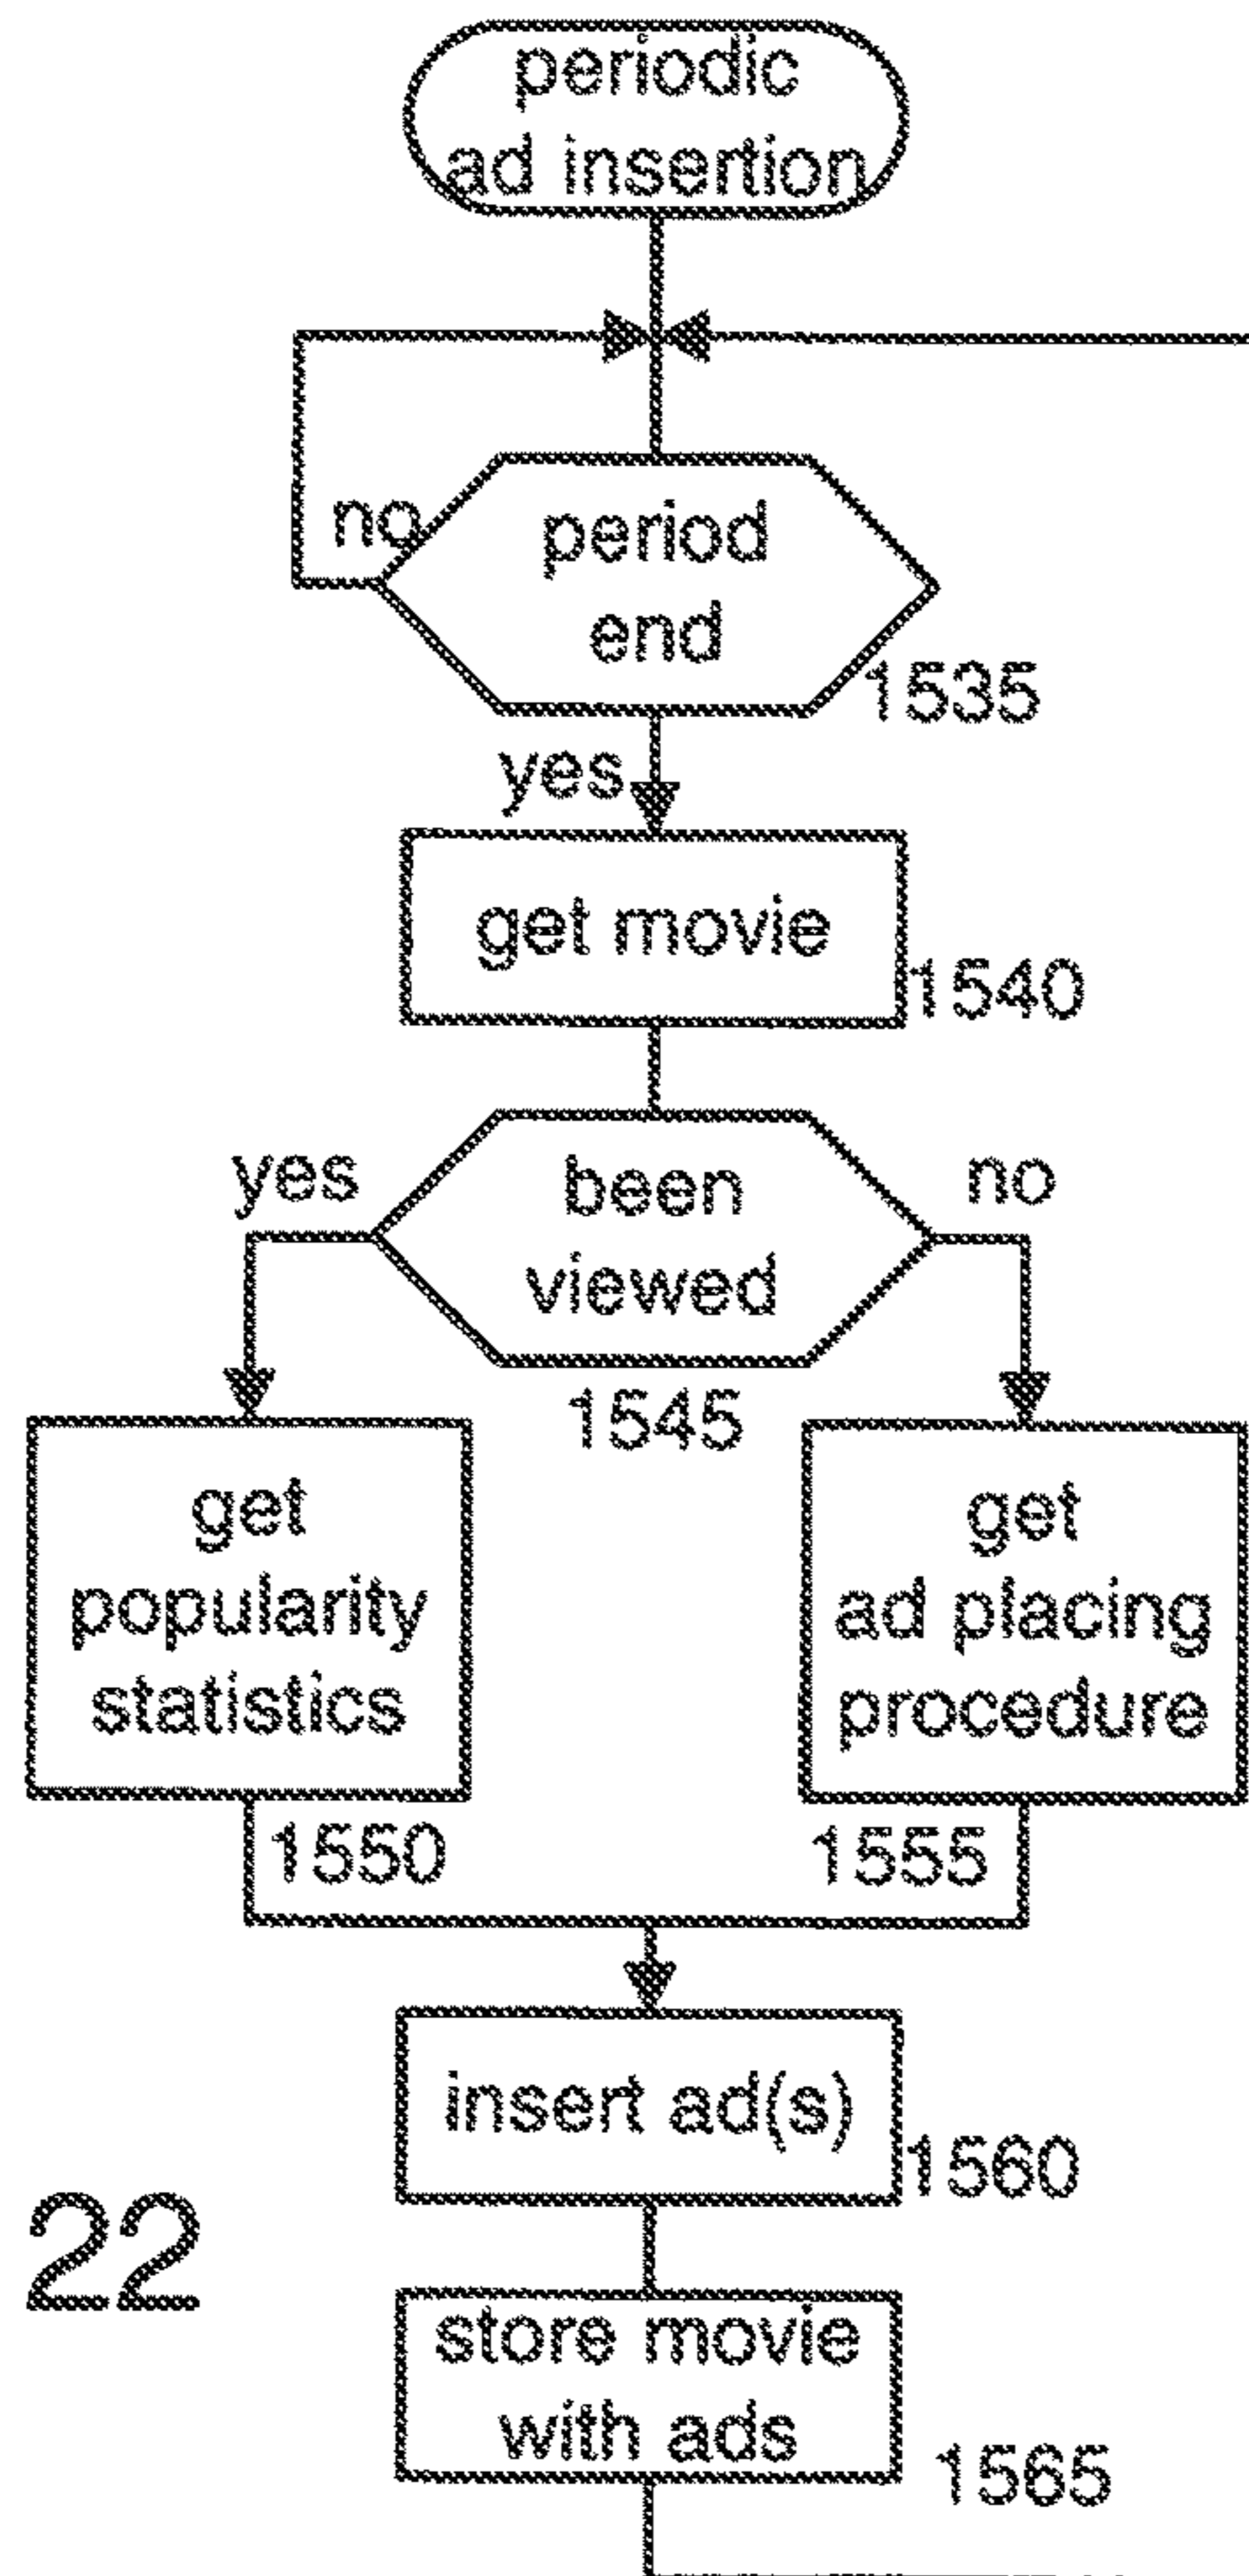 periodic
ad insertion
no
period
end
1535
yes
get movie
1540
yes
been
viewed
no
1545
get
popularity
statistics
1550
get
ad placing
procedure
1555
insert ad(s)
1560
22
store movie
with ads
1565